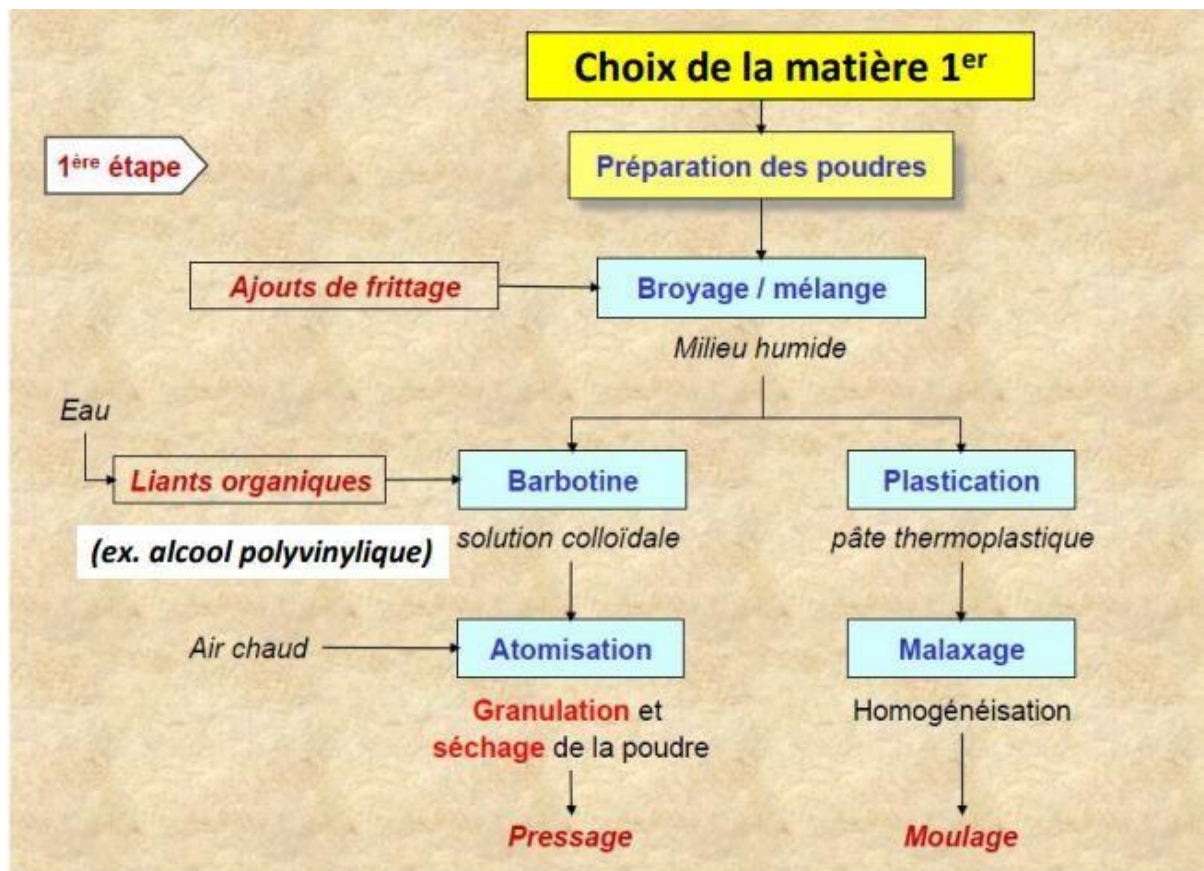 Choix de la matière 1er
1ère étape
Préparation des poudres
Ajouts de frittage
Broyage / mélange
Milieu humide
Eau
Liants organiques
Barbotine
Plastication
(ex. alcool polyvinylique)
solution colloïdale
pâte thermoplastique
Air chaud
Atomisation
Malaxage
Granulation et
séchage de la poudre
Homogénéisation
Pressage
Moulage